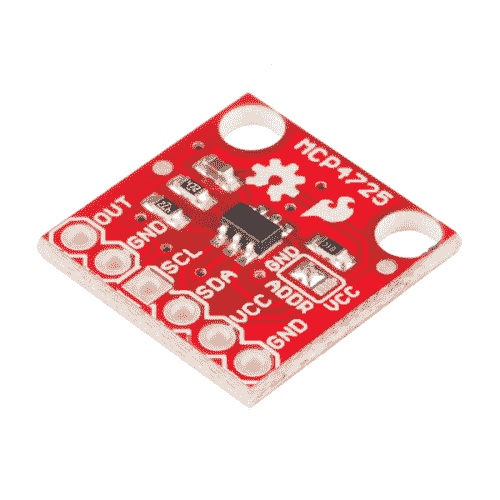 MCP4725
OUT
GND
SCL
SDA
VCC
GND
GND
ADDR
VCC